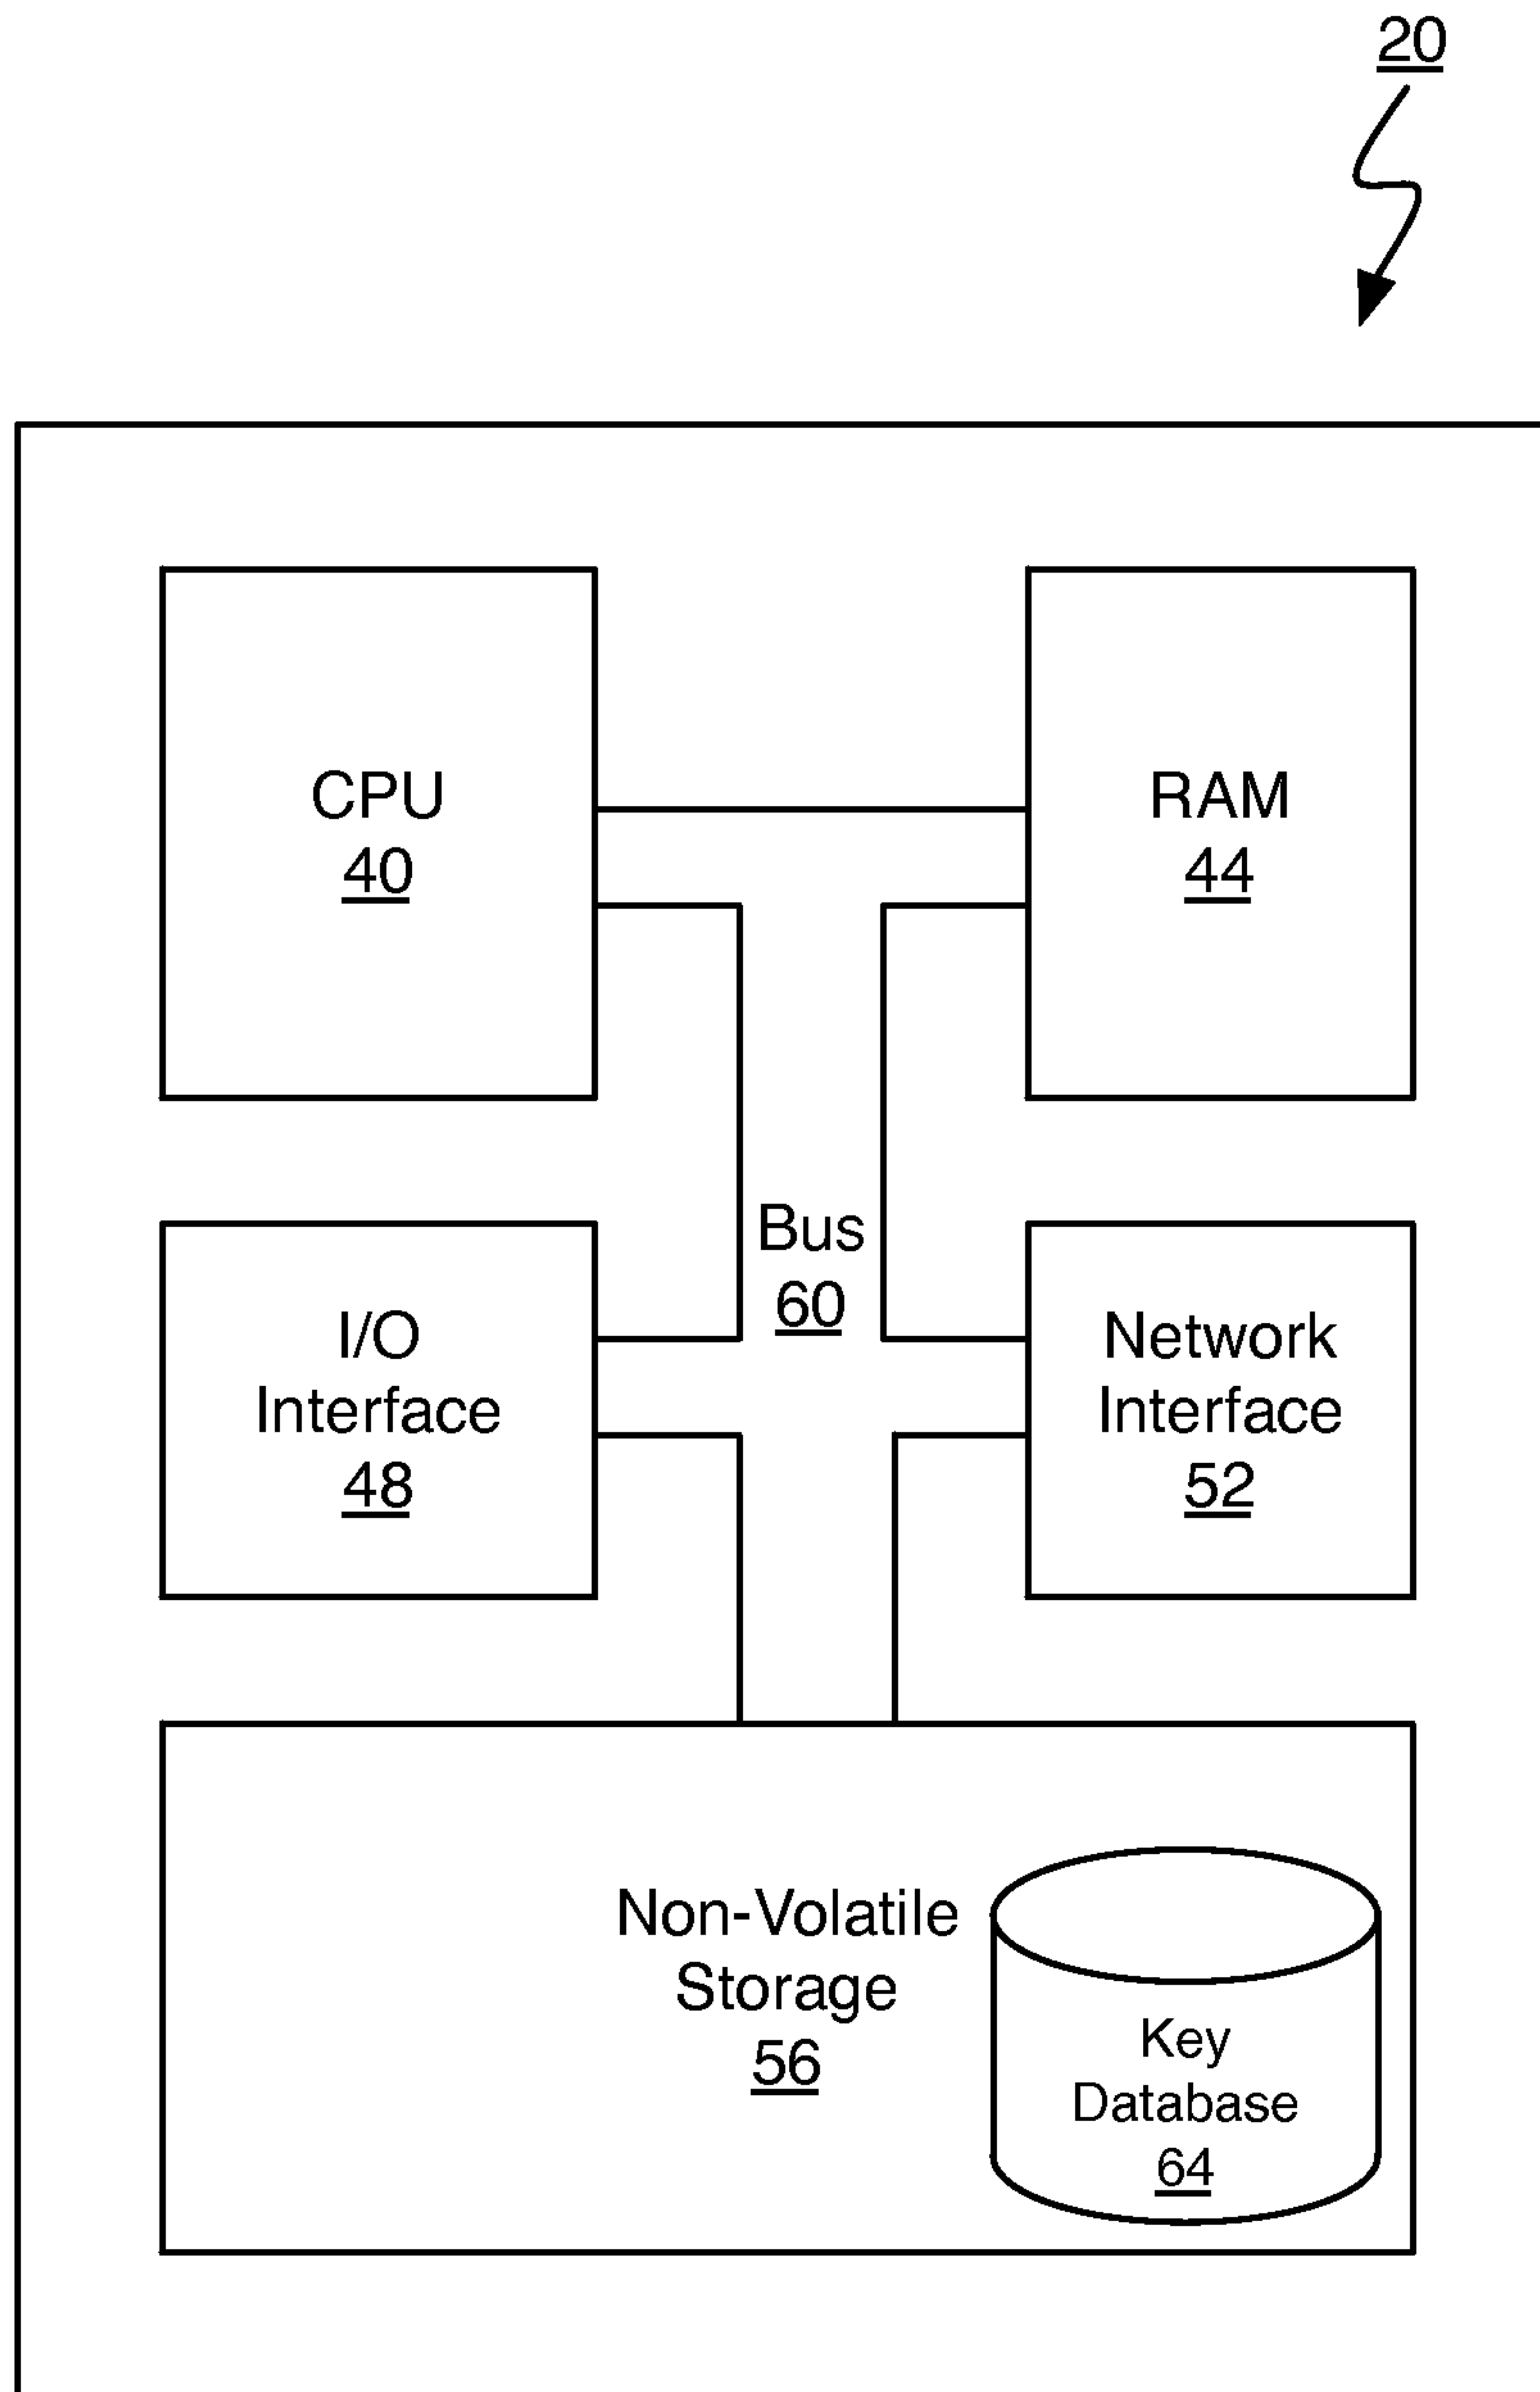 20
CPU
40
RAM
44
Bus
60
I/O
Interface
48
Network
Interface
52
Non-Volatile
Storage
56
Key
Database
64